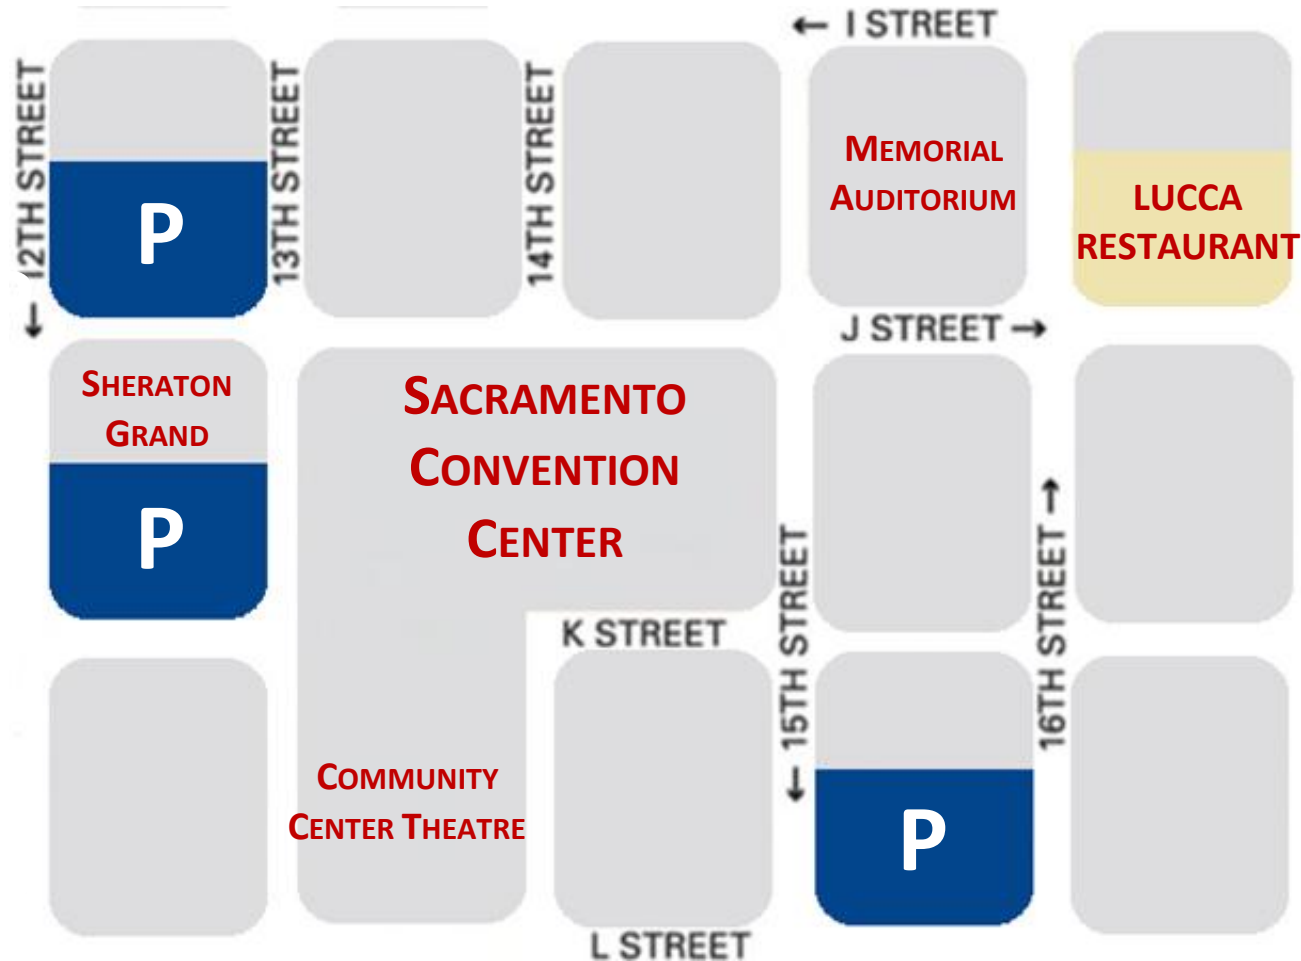 ← I STREET
12TH STREET →
13TH STREET
14TH STREET
MEMORIAL
AUDITORIUM
LUCCA
RESTAURANT
P
J STREET →
SHERATON
GRAND
P
SACRAMENTO
CONVENTION
CENTER
K STREET
15TH STREET
16TH STREET
COMMUNITY
CENTER THEATRE
P
L STREET